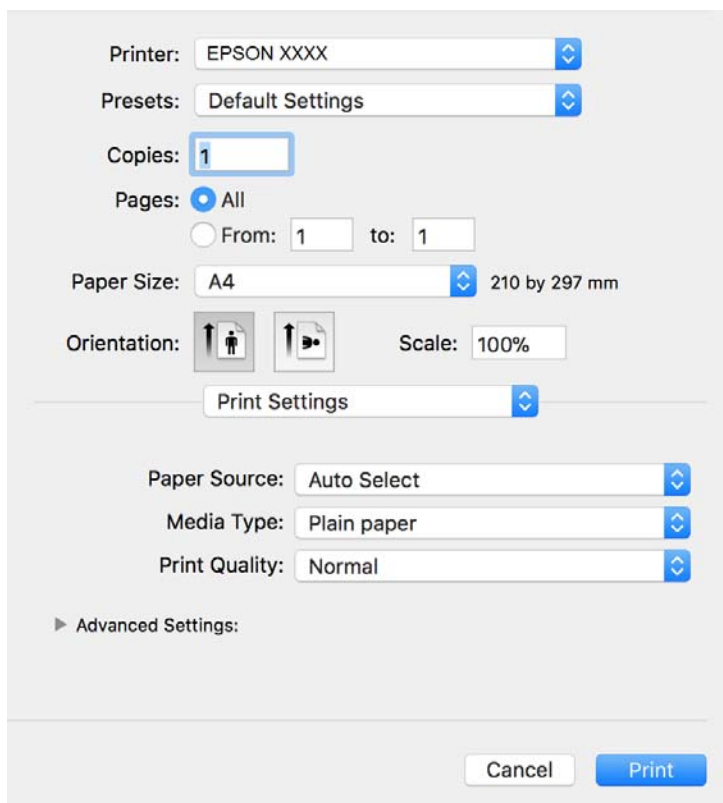 Printer: EPSON XXXX
Presets: Default Settings
Copies: 1
Pages: All
From: 1 to: 1
Paper Size: A4 210 by 297 mm
Orientation: Scale: 100%
Print Settings
Paper Source: Auto Select
Media Type: Plain paper
Print Quality: Normal
Advanced Settings:
Cancel Print